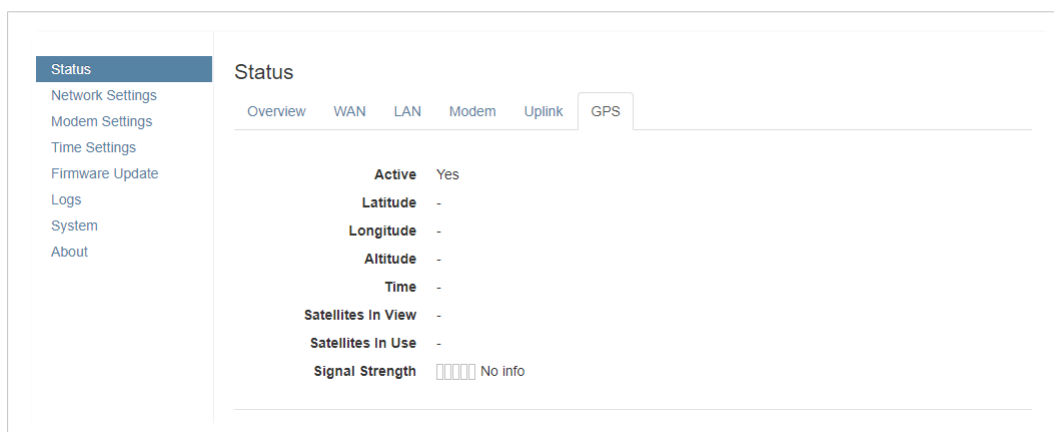 Status
Network Settings
Modem Settings
Time Settings
Firmware Update
Logs
System
About
Status
Overview WAN LAN Modem Uplink GPS
Active Yes
Latitude -
Longitude -
Altitude -
Time -
Satellites In View -
Satellites In Use -
Signal Strength No info